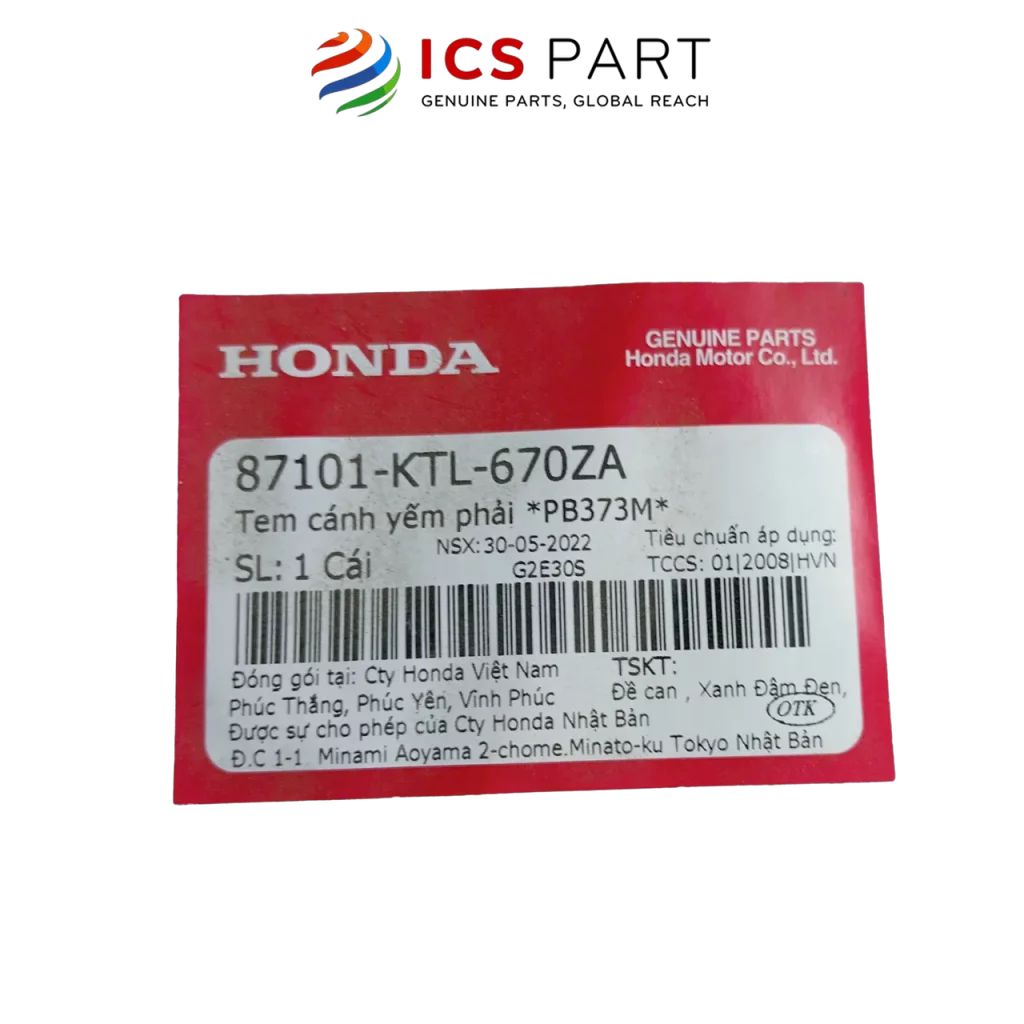 ICS PART
GENUINE PARTS, GLOBAL REACH
HONDA
GENUINE PARTS
Honda Motor Co., Ltd.
87101-KTL-670ZA
Tem cánh yếm phải *PB373M*
SL: 1 Cái
NSX: 30-05-2022
G2E30S
Tiêu chuẩn áp dụng:
TCCS: 01|2008|HVN
Đóng gói tại: Cty Honda Việt Nam
Phúc Thắng, Phúc Yên, Vĩnh Phúc
TSKT:
Đề can , Xanh Đậm Đen,
OTK
Được sự cho phép của Cty Honda Nhật Bản
Đ.C 1-1 Minami Aoyama 2-chome.Minato-ku Tokyo Nhật Bản